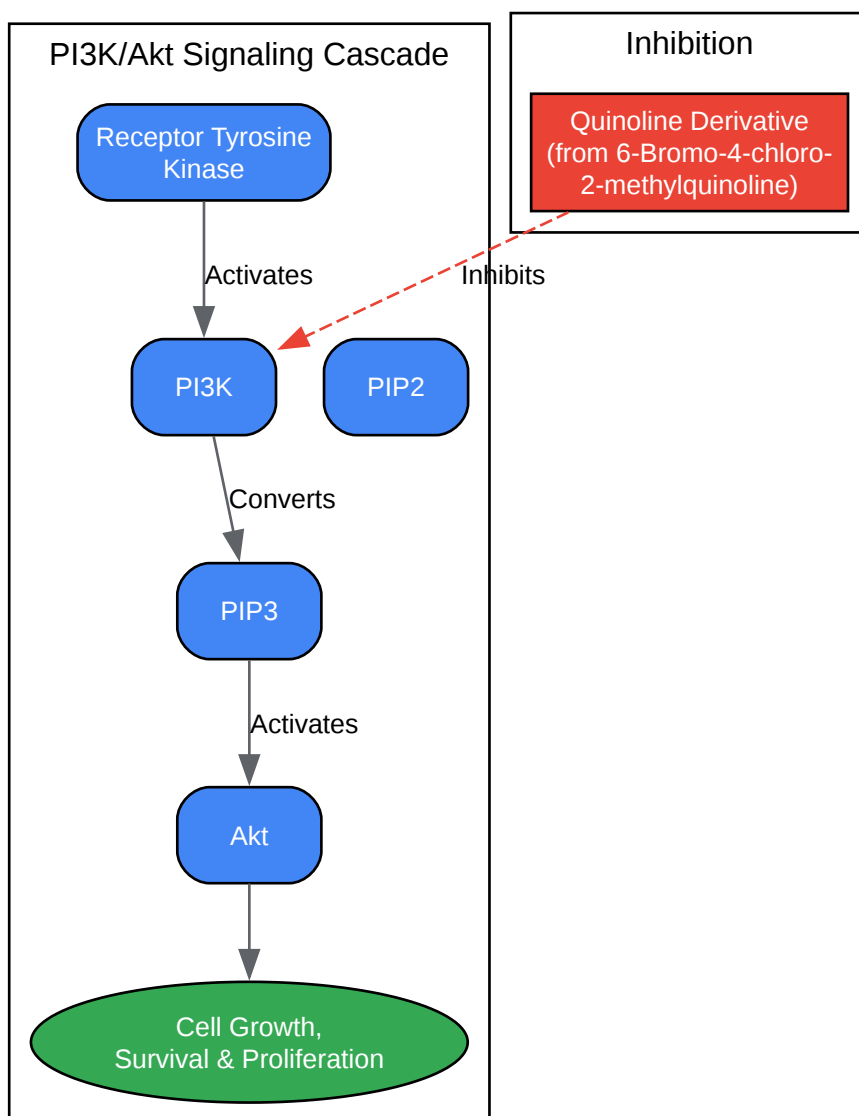 PI3K/Akt Signaling Cascade
Inhibition
Receptor Tyrosine
Kinase
Quinoline Derivative
(from 6-Bromo-4-chloro-
2-methylquinoline)
Activates
Inhibits
PI3K
PIP2
Converts
PIP3
Activates
Akt
Cell Growth,
Survival & Proliferation